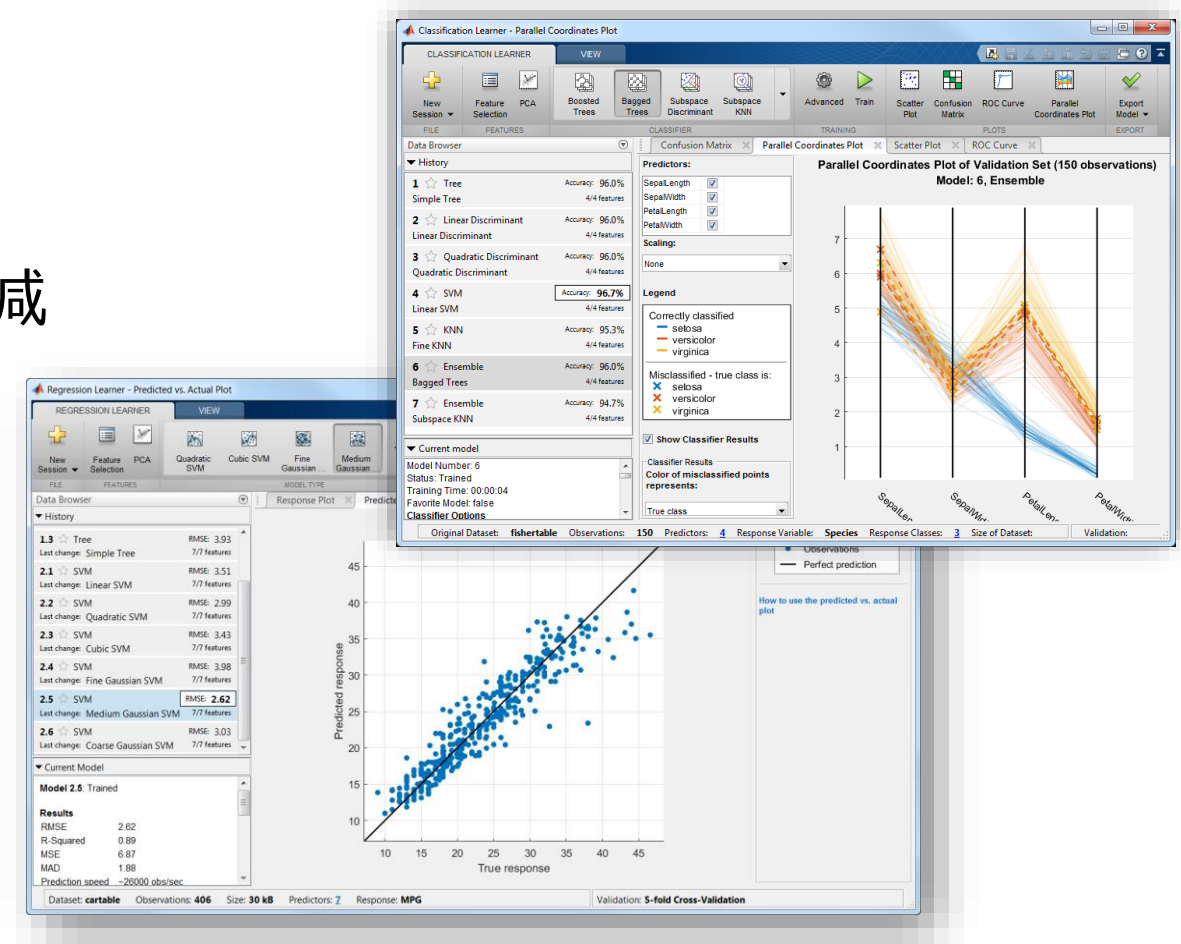 減
Classification Learner - Parallel Coordinates Plot
CLASSIFICATION LEARNER VIEW
New Session
Feature Selection
PCA
Boosted Trees
Bagged Trees
Subspace Discriminant
Subspace KNN
Advanced
Train
Scatter Plot
Confusion Matrix
ROC Curve
Parallel Coordinates Plot
Export Model
FILE FEATURES CLASSIFIER TRAINING PLOTS EXPORT
Data Browser
Confusion Matrix Parallel Coordinates Plot Scatter Plot ROC Curve
History
1 Tree Accuracy: 96.0%
Simple Tree 4/4 features
2 Linear Discriminant Accuracy: 96.0%
Linear Discriminant 4/4 features
3 Quadratic Discriminant Accuracy: 96.0%
Quadratic Discriminant 4/4 features
4 SVM Accuracy: 96.7%
Linear SVM 4/4 features
5 KNN Accuracy: 95.3%
Fine KNN 4/4 features
6 Ensemble Accuracy: 96.0%
Bagged Trees 4/4 features
7 Ensemble Accuracy: 94.7%
Subspace KNN 4/4 features
Current model
Model Number: 6
Status: Trained
Training Time: 00:00:04
Favorite Model: false
Classifier Options
Predictors:
SepalLength
SepalWidth
PetalLength
PetalWidth
Scaling:
None
Legend
Correctly classified
setosa
versicolor
virginica
Misclassified - true class is:
setosa
versicolor
virginica
Show Classifier Results
Classifier Results
Color of misclassified points
represents:
True class
Parallel Coordinates Plot of Validation Set (150 observations)
Model: 6, Ensemble
7
6
5
4
3
2
1
SepalLen
SepalWi
PetalLeng
PetalWidt
Original Dataset: fishertable Observations: 150 Predictors: 4 Response Variable: Species Response Classes: 3 Size of Dataset: Validation:
Regression Learner - Predicted vs. Actual Plot
REGRESSION LEARNER VIEW
New Session
Feature Selection
PCA
Quadratic SVM
Cubic SVM
Fine Gaussian ...
Medium Gaussian ...
FILE FEATURES MODEL TYPE
Data Browser
Response Plot Predicte
History
1.3 Tree RMSE: 3.93
Last change: Simple Tree 7/7 features
2.1 SVM RMSE: 3.51
Last change: Linear SVM 7/7 features
2.2 SVM RMSE: 2.99
Last change: Quadratic SVM 7/7 features
2.3 SVM RMSE: 3.43
Last change: Cubic SVM 7/7 features
2.4 SVM RMSE: 3.98
Last change: Fine Gaussian SVM 7/7 features
2.5 SVM RMSE: 2.62
Last change: Medium Gaussian SVM 7/7 features
2.6 SVM RMSE: 3.03
Last change: Coarse Gaussian SVM 7/7 features
Current Model
Model 2.5: Trained
Results
RMSE 2.62
R-Squared 0.89
MSE 6.87
MAD 1.88
Prediction speed ~26000 obs/sec
Predicted response
45
40
35
30
25
20
15
10
10 15 20 25 30 35 40 45
True response
Observations
Perfect prediction
How to use the predicted vs. actual
plot
Dataset: cartable Observations: 406 Size: 30 kB Predictors: 7 Response: MPG Validation: 5-fold Cross-Validation